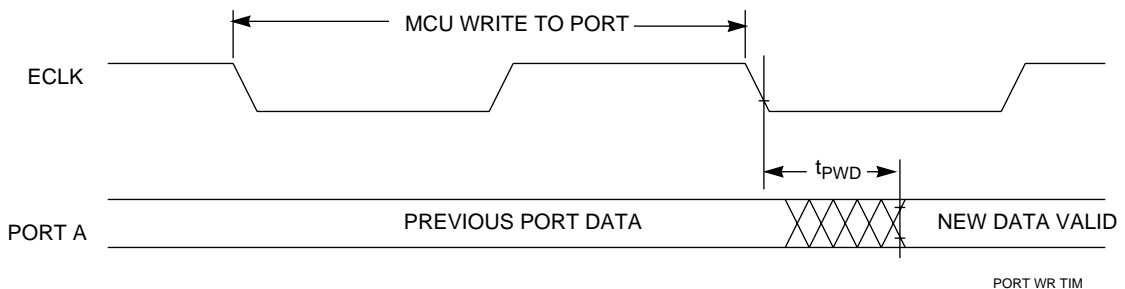 MCU WRITE TO PORT
ECLK
tPWD
PORT A
PREVIOUS PORT DATA
NEW DATA VALID
PORT WR TIM